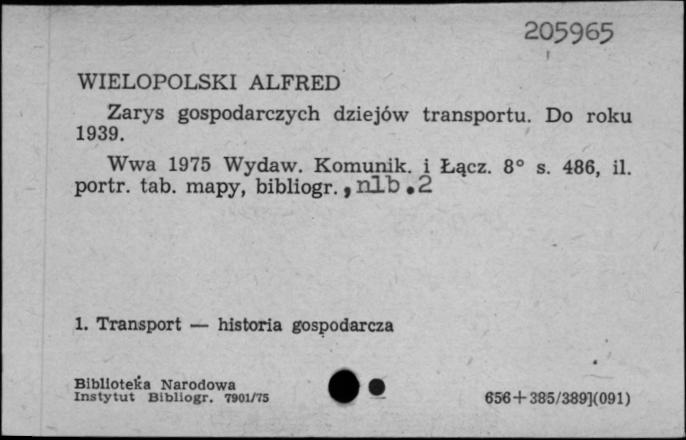 205965
WIELOPOLSKI ALFRED
Zarys gospodarczych dziejów transportu. Do roku
1939.
Wwa 1975 Wydaw. Komunik. i Łącz. 8° s. 486, il.
portr. tab. mapy, bibliogr., nlb.2
1. Transport — historia gospodarcza
Biblioteka Narodowa
Instytut Bibliogr. 7901/75
656+385/389](091)